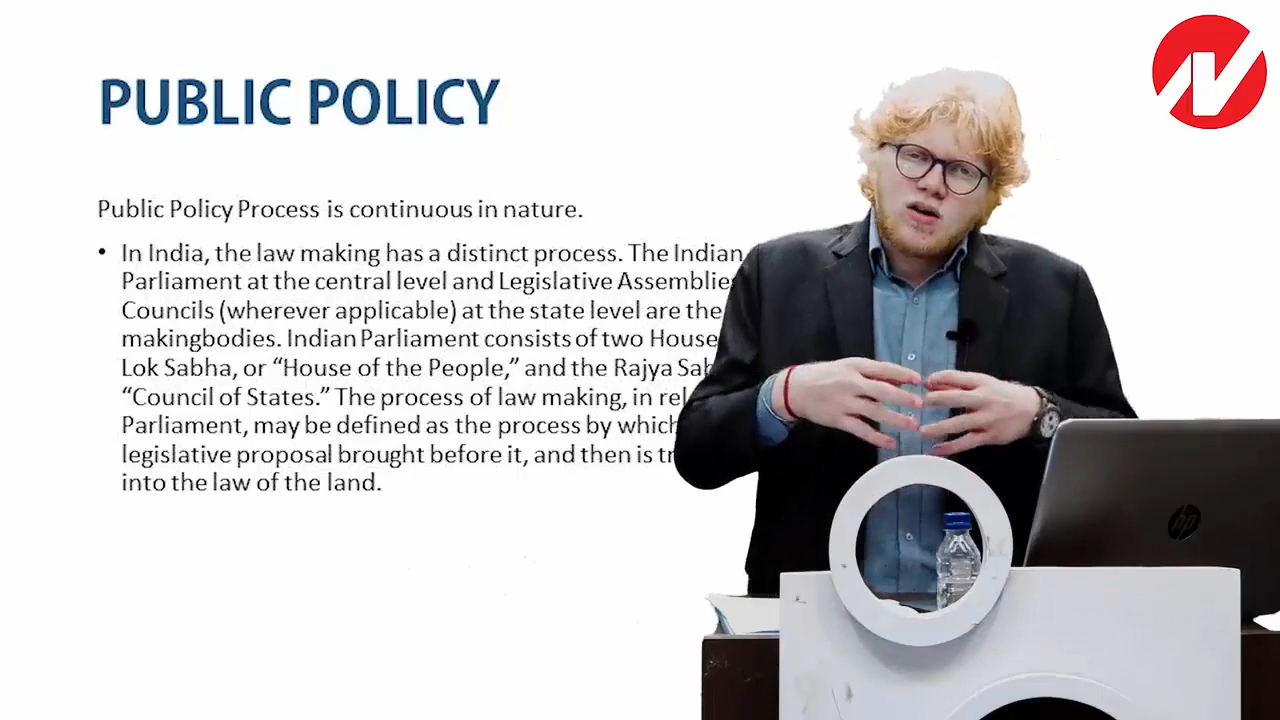 PUBLIC POLICY
Public Policy Process is continuous in nature.
• In India, the law making has a distinct process. The Indian
Parliament at the central level and Legislative Assemblie
Councils (wherever applicable) at the state level are the
makingbodies. Indian Parliament consists of two House
Lok Sabha, or “House of the People,” and the Rajya Sab
“Council of States.” The process of law making, in rel
Parliament, may be defined as the process by which
legislative proposal brought before it, and then is tr
into the law of the land.
hp